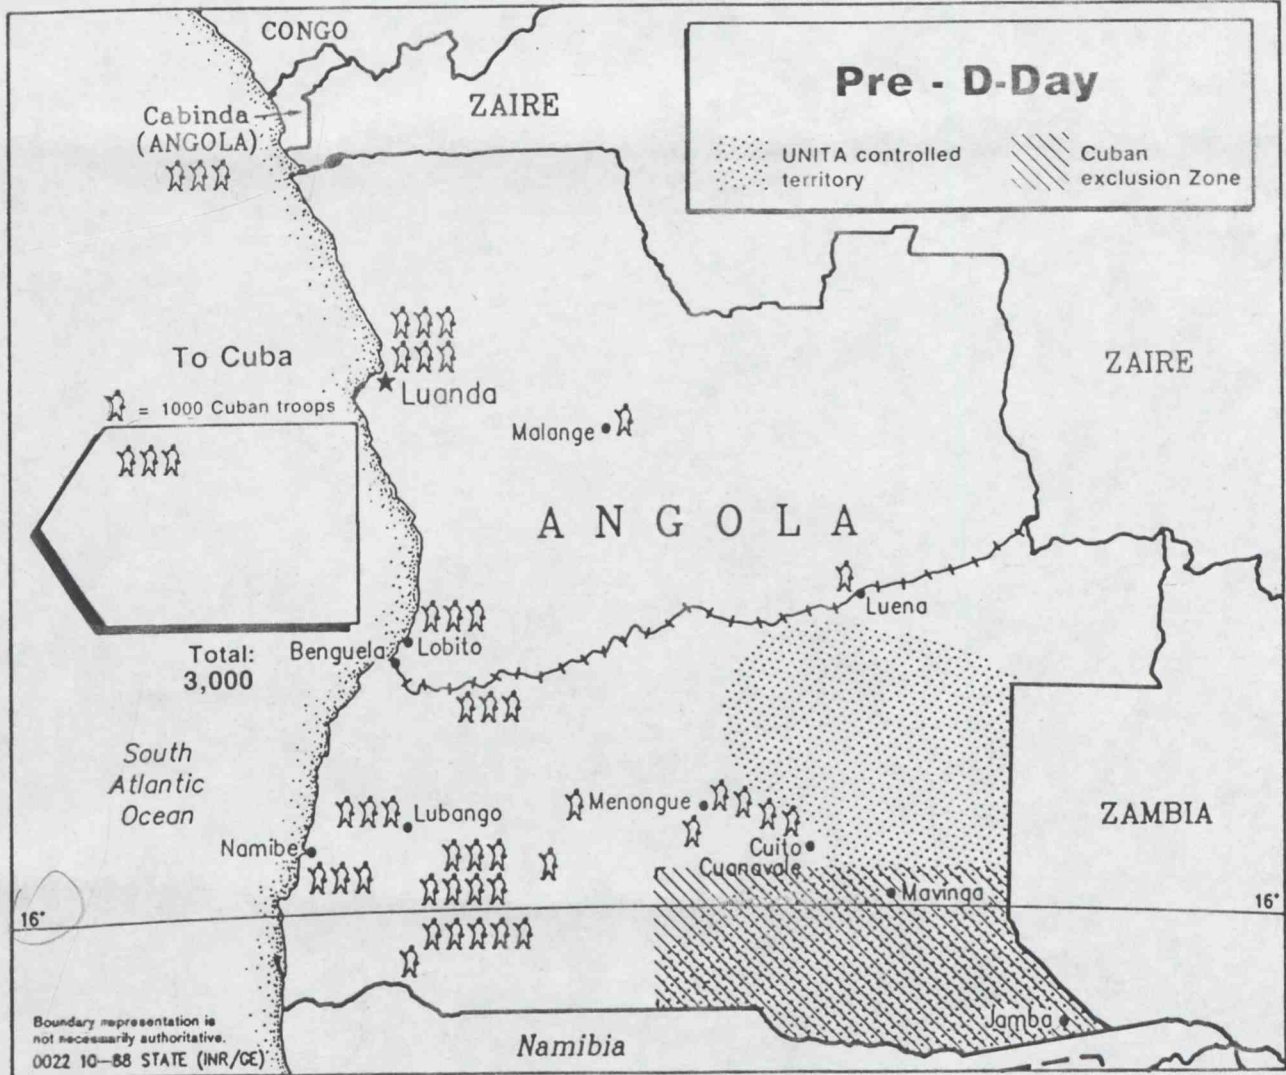 CONGO
Pre - D-Day
ZAIRE
Cabinda
(ANGOLA)
UNITA controlled
territory
Cuban
exclusion Zone
To Cuba
= 1000 Cuban troops
Luanda
ZAIRE
Malange
ANGOLA
Luena
Lobito
Benguela
Total:
3,000
South
Atlantic
Ocean
Menongue
ZAMBIA
Lubango
Namibe
Cuito
Cuanavale
Mavinga
16°
16°
Jamba
Boundary representation is
not necessarily authoritative.
0022 10-88 STATE (INR/GE)
Namibia